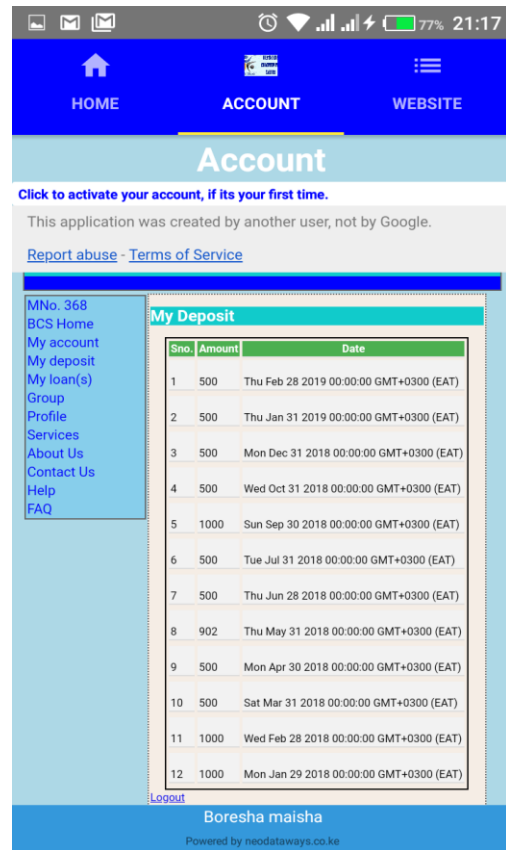 77% 21:17
HOME
ACCOUNT
WEBSITE
Account
Click to activate your account, if its your first time.
This application was created by another user, not by Google.
Report abuse - Terms of Service
MNo. 368
BCS Home
My account
My deposit
My loan(s)
Group
Profile
Services
About Us
Contact Us
Help
FAQ
My Deposit
Sno. Amount Date
1 500 Thu Feb 28 2019 00:00:00 GMT+0300 (EAT)
2 500 Thu Jan 31 2019 00:00:00 GMT+0300 (EAT)
3 500 Mon Dec 31 2018 00:00:00 GMT+0300 (EAT)
4 500 Wed Oct 31 2018 00:00:00 GMT+0300 (EAT)
5 1000 Sun Sep 30 2018 00:00:00 GMT+0300 (EAT)
6 500 Tue Jul 31 2018 00:00:00 GMT+0300 (EAT)
7 500 Thu Jun 28 2018 00:00:00 GMT+0300 (EAT)
8 902 Thu May 31 2018 00:00:00 GMT+0300 (EAT)
9 500 Mon Apr 30 2018 00:00:00 GMT+0300 (EAT)
10 500 Sat Mar 31 2018 00:00:00 GMT+0300 (EAT)
11 1000 Wed Feb 28 2018 00:00:00 GMT+0300 (EAT)
12 1000 Mon Jan 29 2018 00:00:00 GMT+0300 (EAT)
Logout
Boresha maisha
Powered by neodataways.co.ke